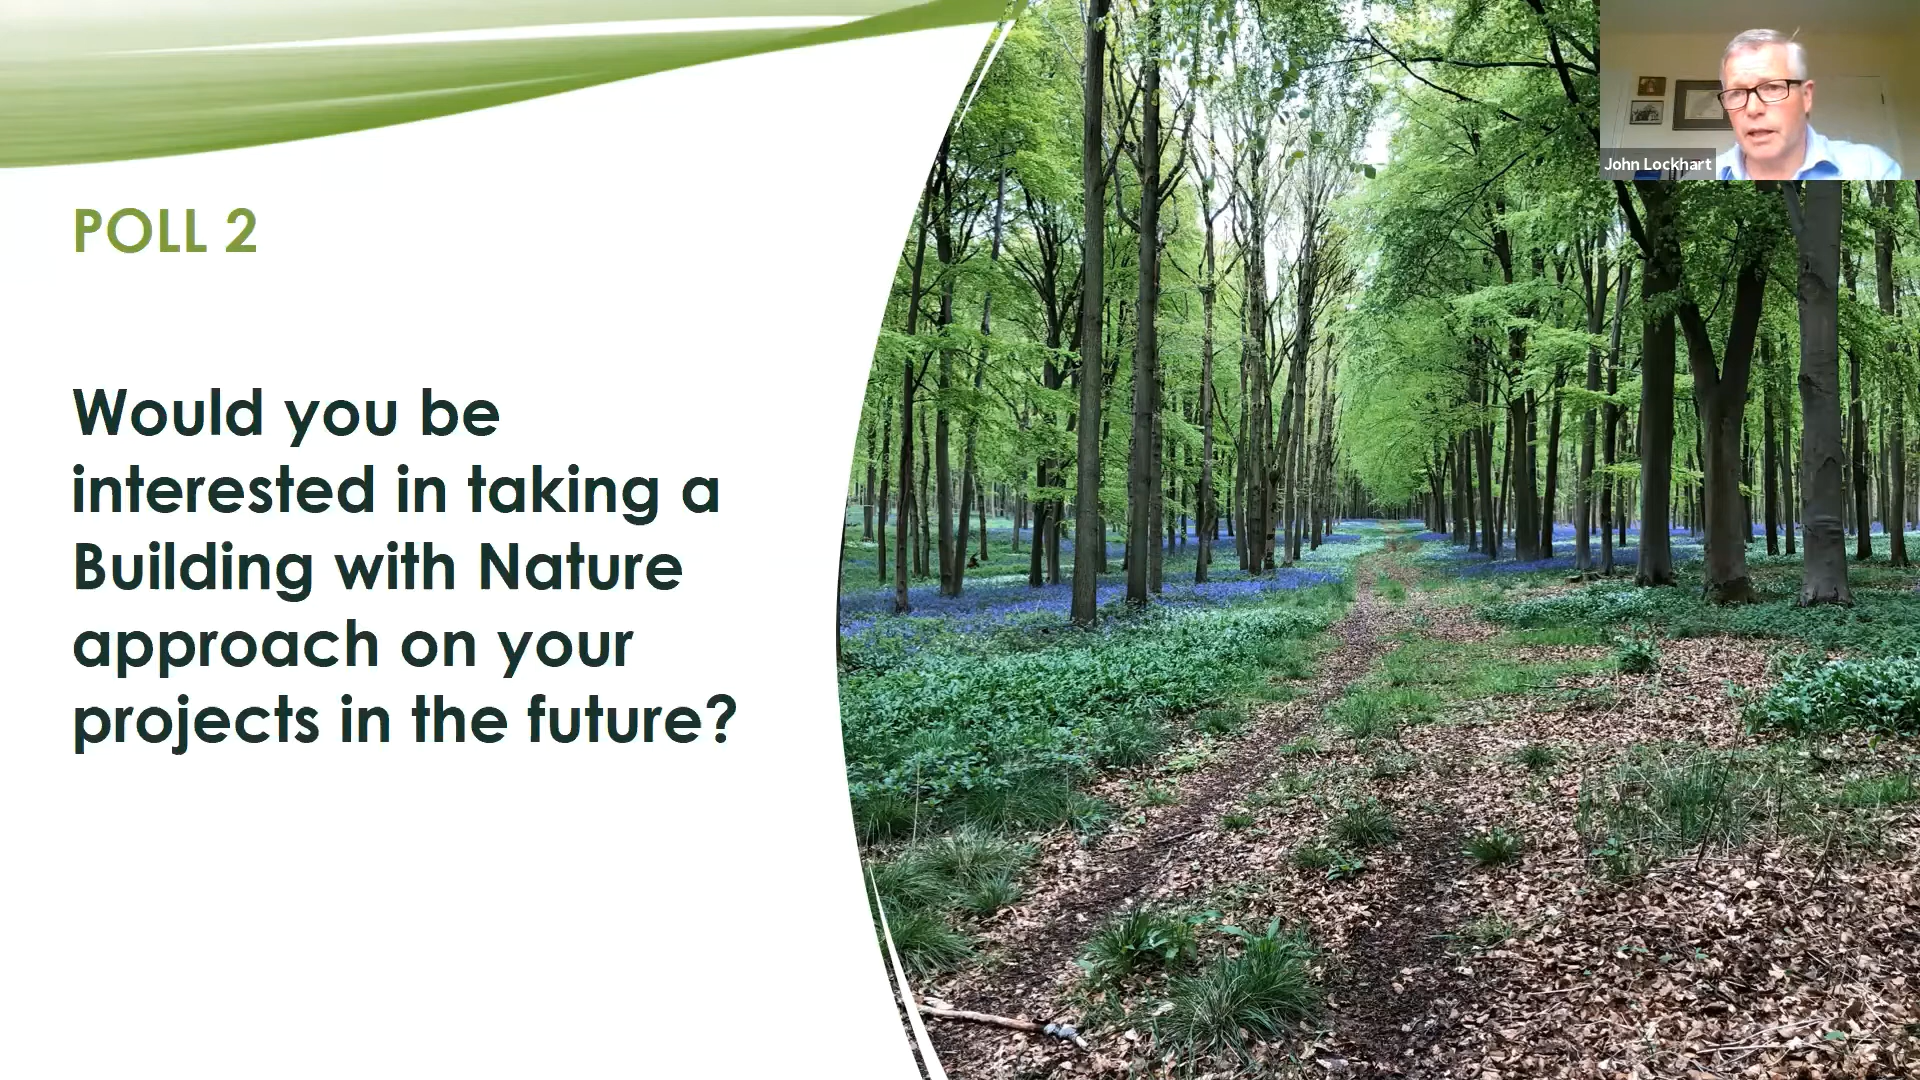 POLL 2
Would you be
interested in taking a
Building with Nature
approach on your
projects in the future?
John Lockhart